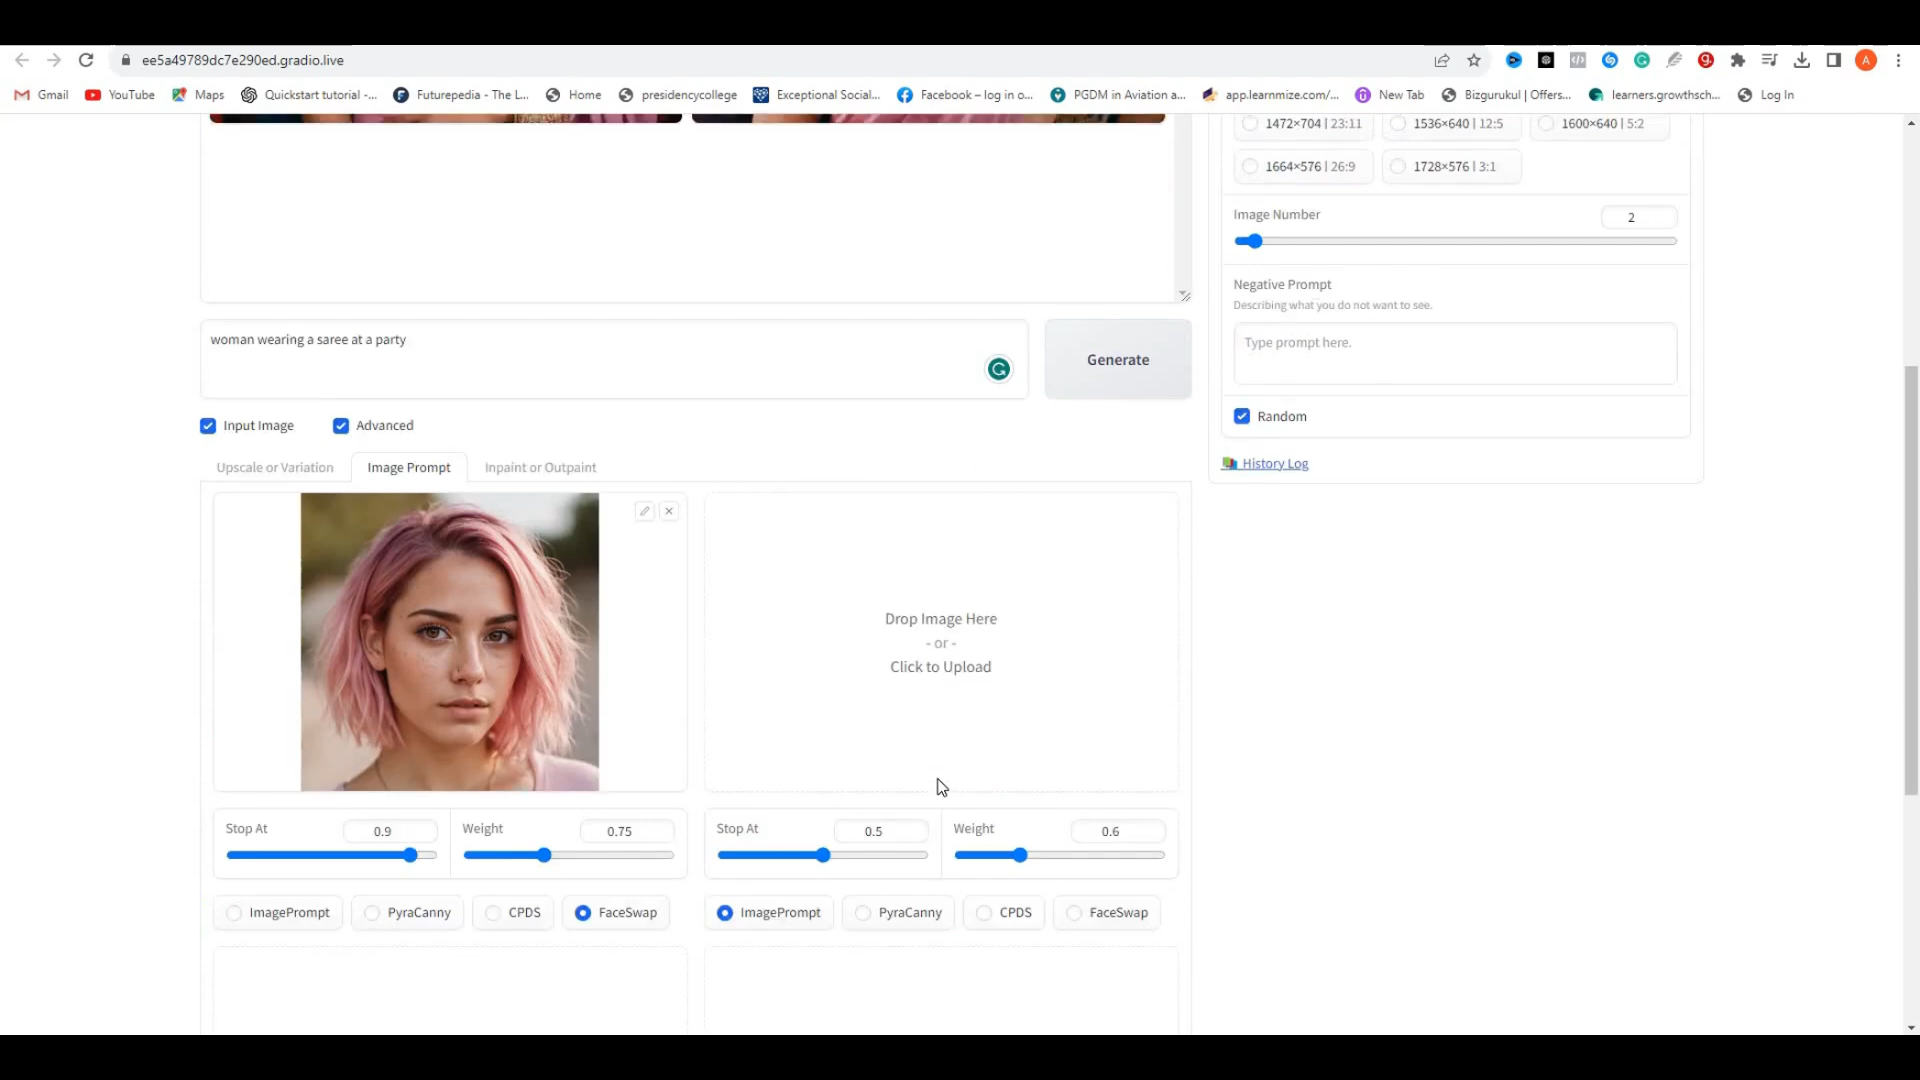 ee5a49789dc7e290ed.gradio.live
Gmail YouTube Maps Quickstart tutorial -... Futurepedia - The L... Home presidencycollege Exceptional Social... Facebook – log in o... PGDM in Aviation a... app.learnmize.com/... New Tab Bizgurukul | Offers... learners.growthsch... Log In
1472×704 | 23:11 1536×640 | 12:5 1600×640 | 5:2
1664×576 | 26:9 1728×576 | 3:1
Image Number 2
Negative Prompt
Describing what you do not want to see.
Type prompt here.
Random
History Log
woman wearing a saree at a party
Generate
Input Image Advanced
Upscale or Variation Image Prompt Inpaint or Outpaint
Drop Image Here
- or -
Click to Upload
Stop At 0.9 Weight 0.75 Stop At 0.5 Weight 0.6
ImagePrompt PyraCanny CPDS FaceSwap ImagePrompt PyraCanny CPDS FaceSwap